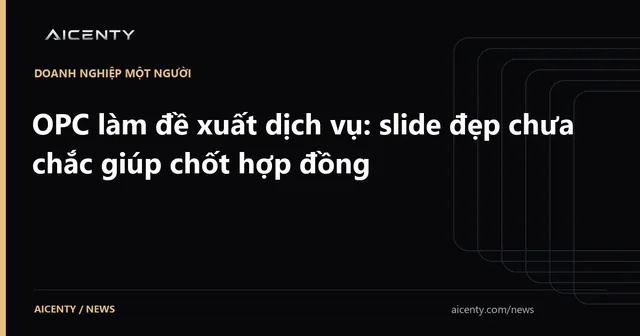 AICENTY
DOANH NGHIỆP MỘT NGƯỜI
OPC làm đề xuất dịch vụ: slide đẹp chưa
chắc giúp chốt hợp đồng
AICENTY / NEWS
aicenty.com/news